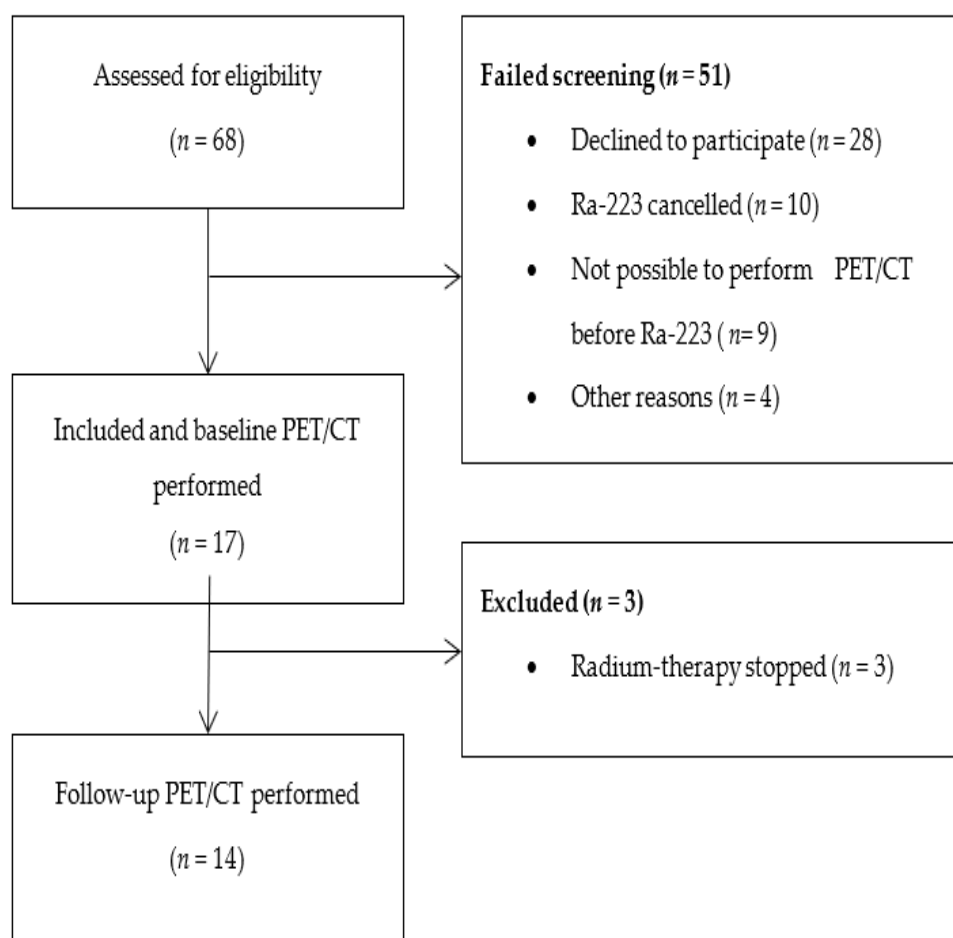 Assessed for eligibility
(n = 68)
Failed screening (n = 51)
• Declined to participate (n = 28)
• Ra-223 cancelled (n = 10)
• Not possible to perform PET/CT
before Ra-223 ( n= 9)
• Other reasons (n = 4)
Included and baseline PET/CT
performed
(n = 17)
Excluded (n = 3)
• Radium-therapy stopped (n = 3)
Follow-up PET/CT performed
(n = 14)